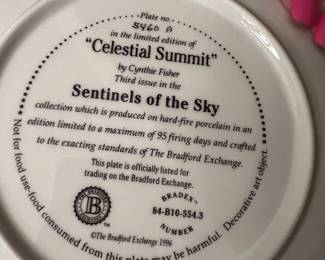 Plate no.
5460 A
in the limited edition of
"Celestial Summit"
by Cynthie Fisher
Third issue in the
Sentinels of the Sky
collection which is produced on hard-fire porcelain in an
edition limited to a maximum of 95 firing days and crafted
to the exacting standards of The Bradford Exchange.
This plate is officially listed for
trading on the Bradford Exchange.
B
BRADEX
84-B10-554.3
NUMBER
©The Bradford Exchange 1996
Not for food use-food consumed from this plate may be harmful. Decorative art object.